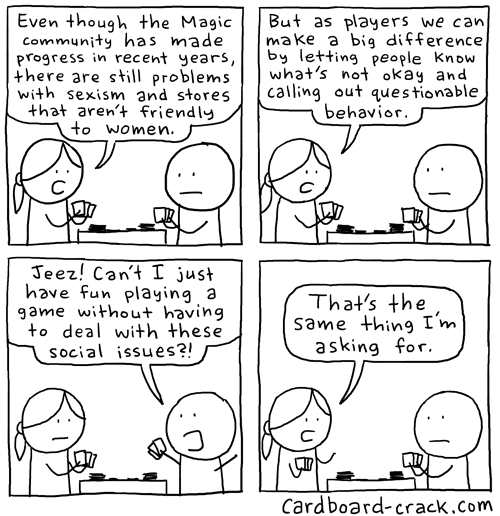 Even though the Magic
community has made
progress in recent years,
there are still problems
with sexism and stores
that aren't friendly
to women.
But as players we can
make a big difference
by letting people know
what's not okay and
calling out questionable
behavior.
Jeez! Can't I just
have fun playing a
game without having
to deal with these
social issues?!
That's the
same thing I'm
asking for.
cardboard-crack.com